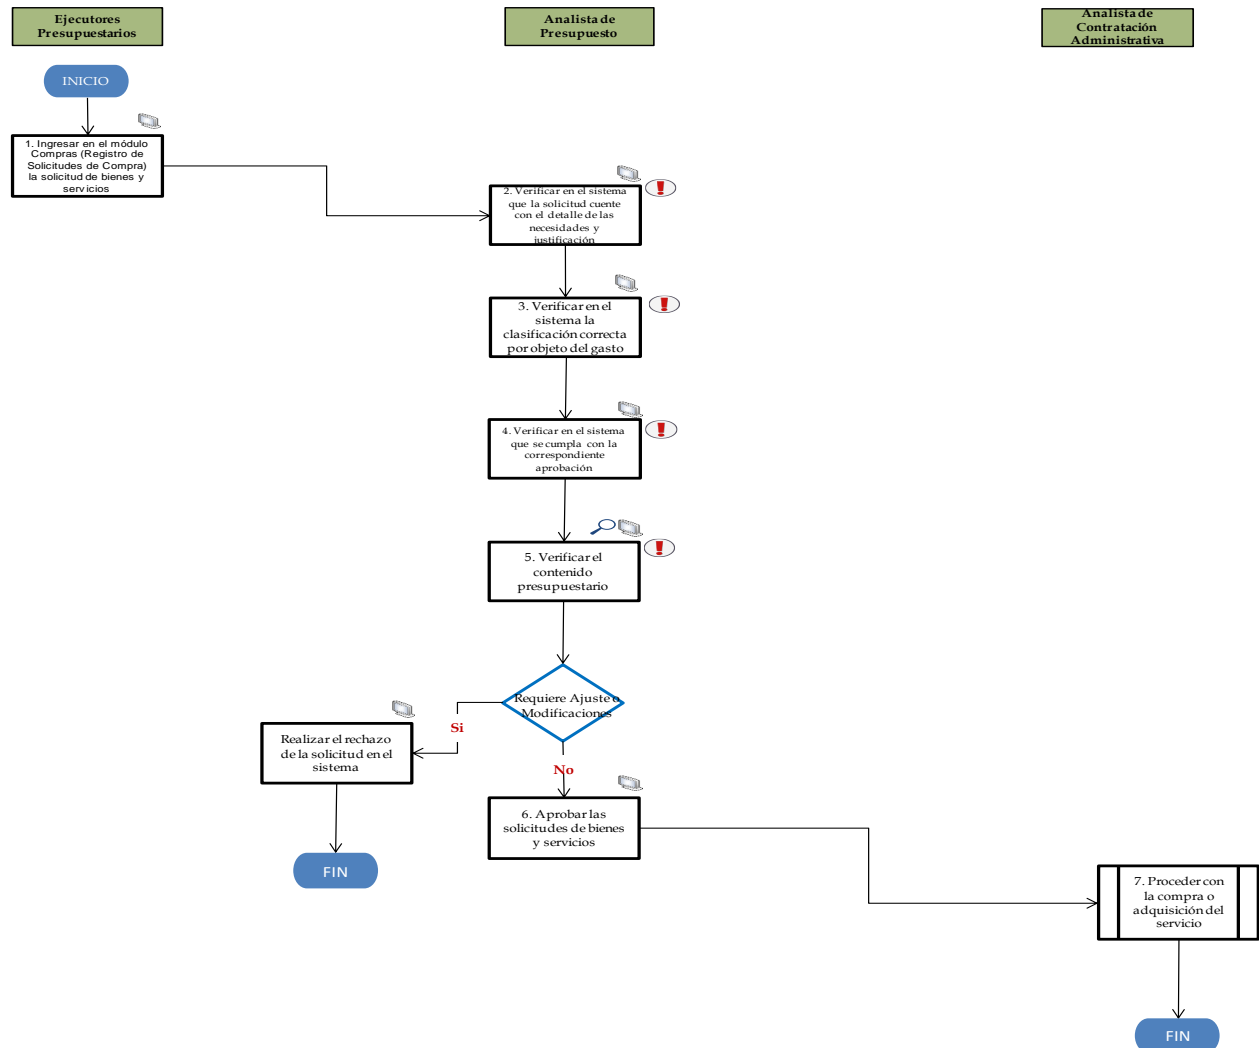 Ejecutores
Presupuestarios
Analista de
Presupuesto
Analista de
Contratación
Administrativa
INICIO
1. Ingresar en el módulo
Compras (Registro de
Solicitudes de Compra)
la solicitud de bienes y
servicios
2. Verificar en el sistema
que la solicitud cuente
con el detalle de las
necesidades y
justificación
3. Verificar en el
sistema la
clasificación correcta
por objeto del gasto
4. Verificar en el sistema
que se cumpla con la
correspondiente
aprobación
5. Verificar el
contenido
presupuestario
Requiere Ajuste o
Modificaciones
Si
Realizar el rechazo
de la solicitud en el
sistema
FIN
No
6. Aprobar las
solicitudes de bienes
y servicios
7. Proceder con
la compra o
adquisición del
servicio
FIN